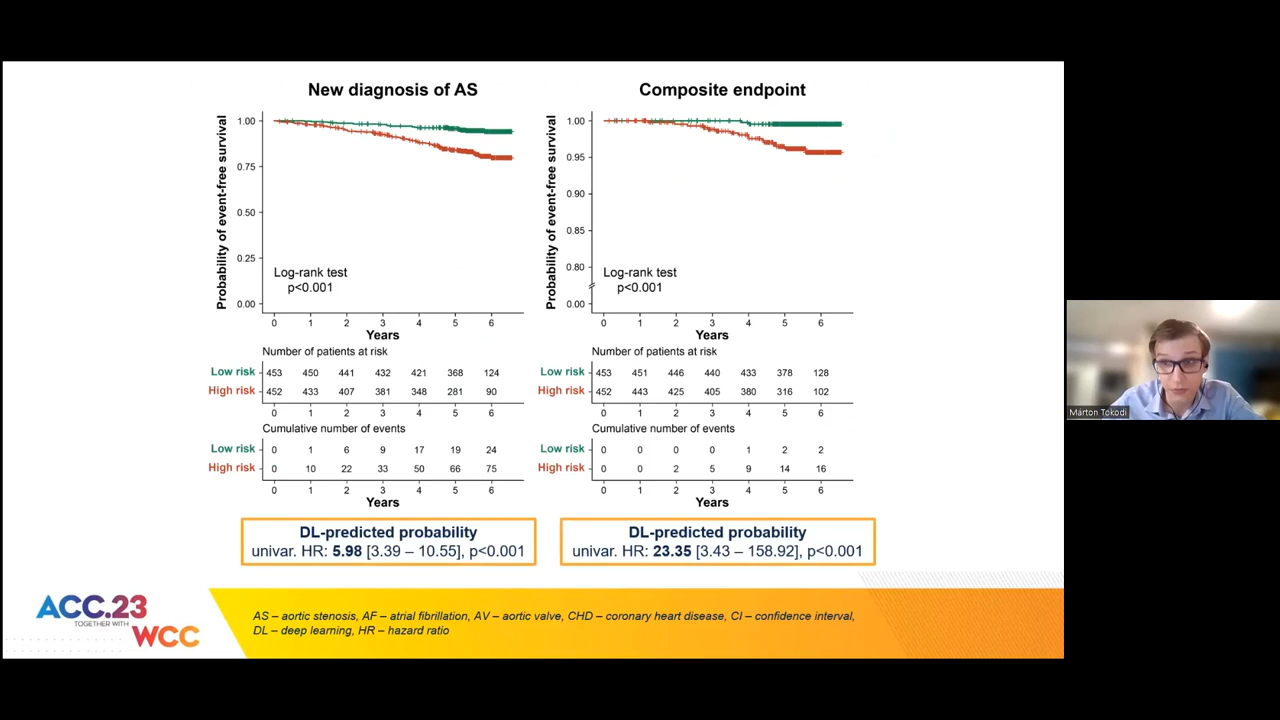 New diagnosis of AS
Probability of event-free survival
1.00
0.75
0.50
0.25
0.00
Log-rank test
p<0.001
0 1 2 3 4 5 6
Years
Number of patients at risk
Low risk 453 450 441 432 421 368 124
High risk 452 433 407 381 348 281 90
0 1 2 3 4 5 6
Cumulative number of events
Low risk 0 1 6 9 17 19 24
High risk 0 10 22 33 50 66 75
0 1 2 3 4 5 6
Years
DL-predicted probability
univar. HR: 5.98 [3.39 – 10.55], p<0.001
Composite endpoint
Probability of event-free survival
1.00
0.95
0.90
0.85
0.80
0.00
Log-rank test
p<0.001
0 1 2 3 4 5 6
Years
Number of patients at risk
Low risk 453 451 446 440 433 378 128
High risk 452 443 425 405 380 316 102
0 1 2 3 4 5 6
Cumulative number of events
Low risk 0 0 0 0 1 2 2
High risk 0 0 2 5 9 14 16
0 1 2 3 4 5 6
Years
DL-predicted probability
univar. HR: 23.35 [3.43 – 158.92], p<0.001
ACC.23
TOGETHER WITH
WCC
AS – aortic stenosis, AF – atrial fibrillation, AV – aortic valve, CHD – coronary heart disease, CI – confidence interval,
DL – deep learning, HR – hazard ratio
Márton Tokodi